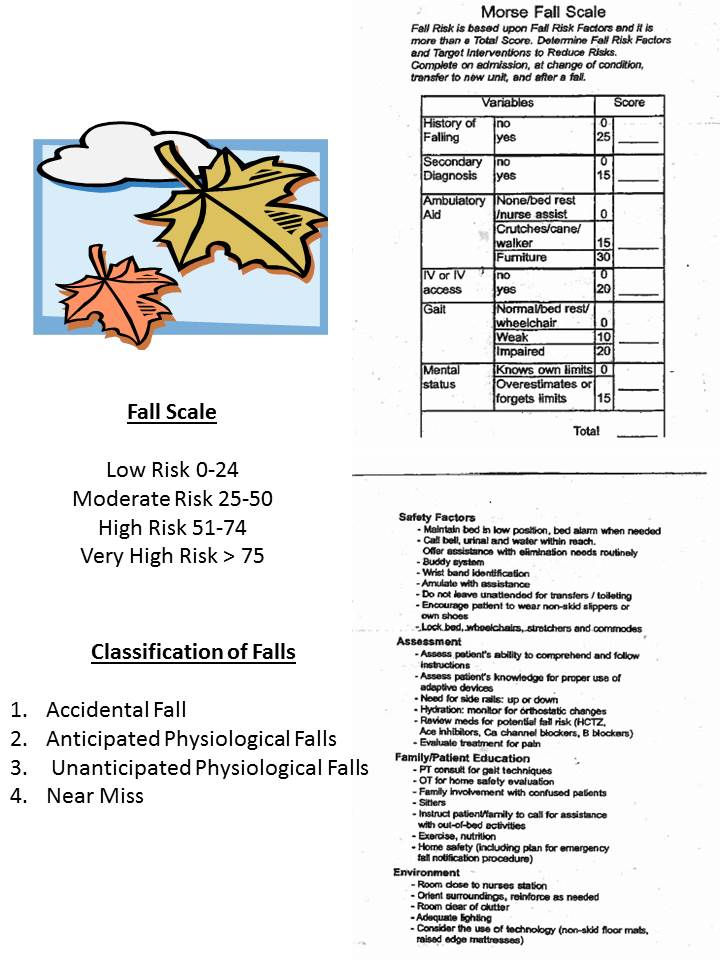 Fall Scale
Low Risk 0-24
Moderate Risk 25-50
High Risk 51-74
Very High Risk > 75
Classification of Falls
1. Accidental Fall
2. Anticipated Physiological Falls
3. Unanticipated Physiological Falls
4. Near Miss
Morse Fall Scale
Fall Risk is based upon Fall Risk Factors and it is
more than a Total Score. Determine Fall Risk Factors
and Target Interventions to Reduce Risks.
Complete on admission, at change of condition,
transfer to new unit, and after a fall.
Variables Score
History of no 0
Falling yes 25
Secondary no 0
Diagnosis yes 15
Ambulatory None/bed rest
Aid /nurse assist 0
Crutches/cane/
walker 15
Furniture 30
IV or IV no 0
access yes 20
Gait Normal/bed rest/
wheelchair 0
Weak 10
Impaired 20
Mental Knows own limits 0
status Overestimates or
forgets limits 15
Total
Safety Factors
- Maintain bed in low position, bed alarm when needed
- Call bell, urinal and water within reach.
Offer assistance with elimination needs routinely
- Buddy system
- Wrist band identification
- Amulate with assistance
- Do not leave unattended for transfers / toileting
- Encourage patient to wear non-skid slippers or
own shoes
- Lock bed, wheelchairs, stretchers and commodes
Assessment
- Assess patient's ability to comprehend and follow
instructions
- Assess patient's knowledge for proper use of
adaptive devices
- Need for side rails: up or down
- Hydration: monitor for orthostatic changes
- Review meds for potential fall risk (HCTZ,
Ace inhibitors, Ca channel blockers, B blockers)
- Evaluate treatment for pain
Family/Patient Education
- PT consult for gait techniques
- OT for home safety evaluation
- Family involvement with confused patients
- Sitters
- Instruct patient/family to call for assistance
with out-of-bed activities
- Exercise, nutrition
- Home safety (including plan for emergency
fall notification procedure)
Environment
- Room close to nurses station
- Orient surroundings, reinforce as needed
- Room clear of clutter
- Adequate lighting
- Consider the use of technology (non-skid floor mats,
raised edge mattresses)